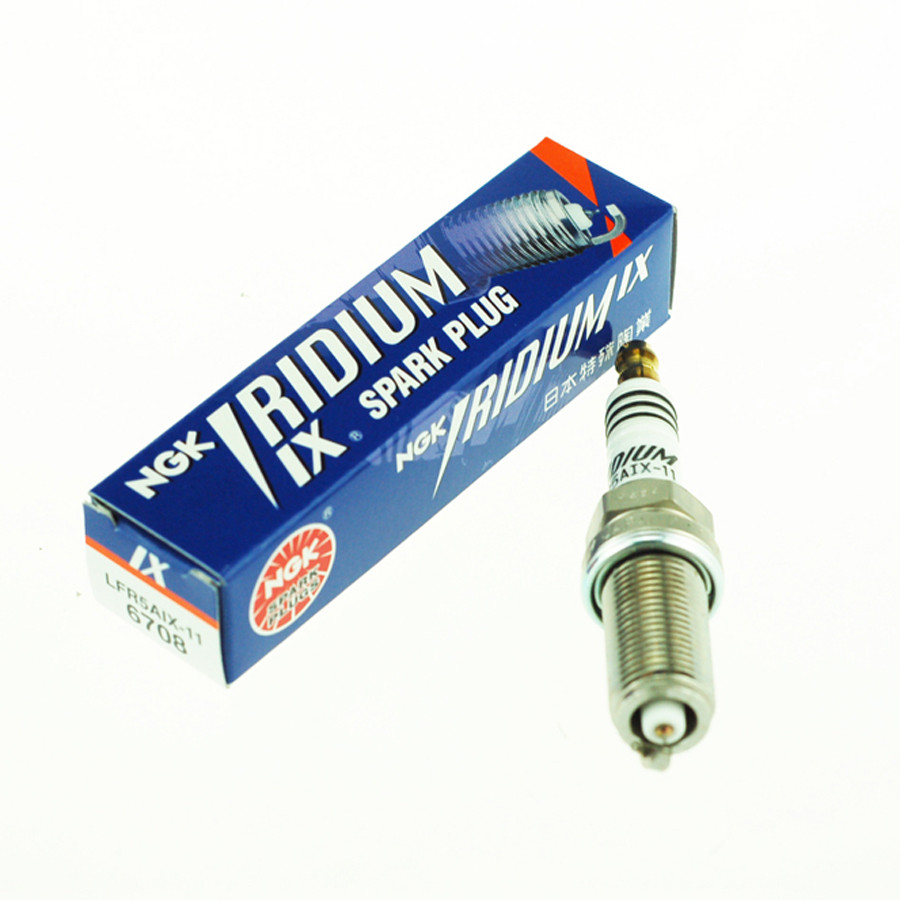 NGK IRIDIUM IX®
SPARK PLUG
NGK IRIDIUM IX
日本特殊陶業
®
NGK
SPARK
PLUGS
IX
LFR5AIX-11
6708
IDIUM
5AIX-11